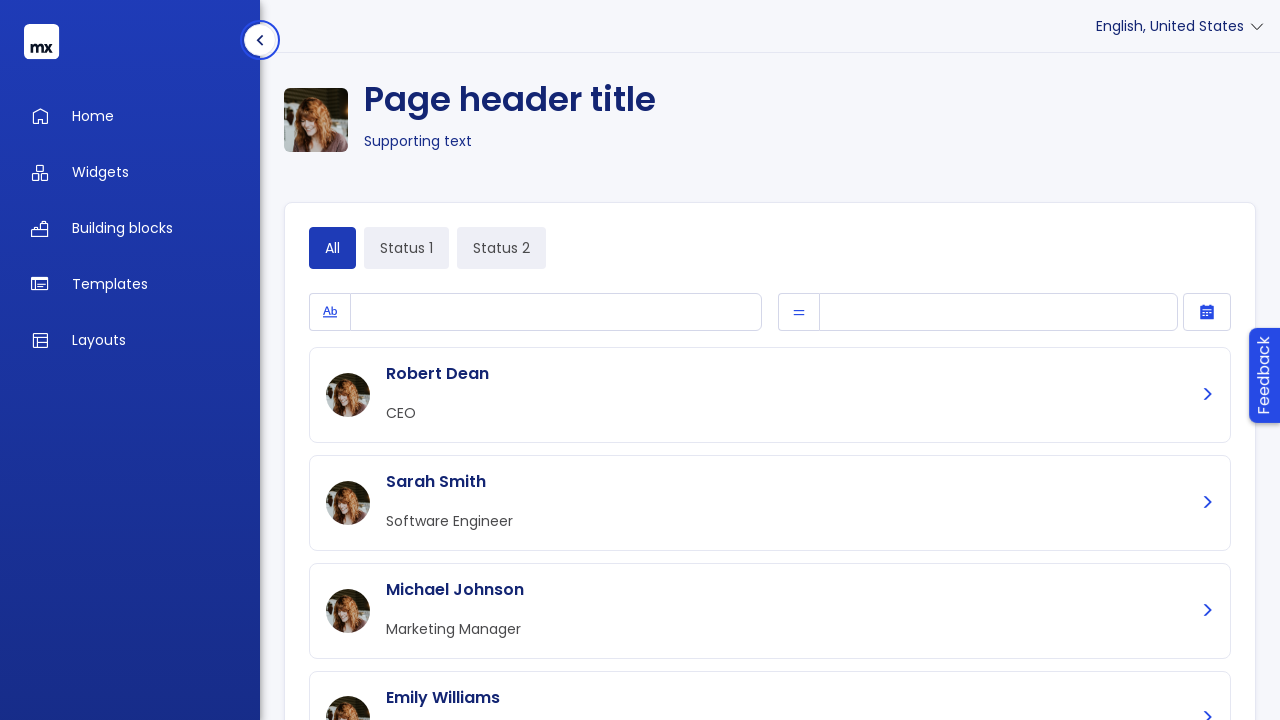 mx
English, United States
Home
Widgets
Building blocks
Templates
Layouts
Page header title
Supporting text
All
Status 1
Status 2
Ab
=
Robert Dean
CEO
Sarah Smith
Software Engineer
Michael Johnson
Marketing Manager
Emily Williams
Feedback